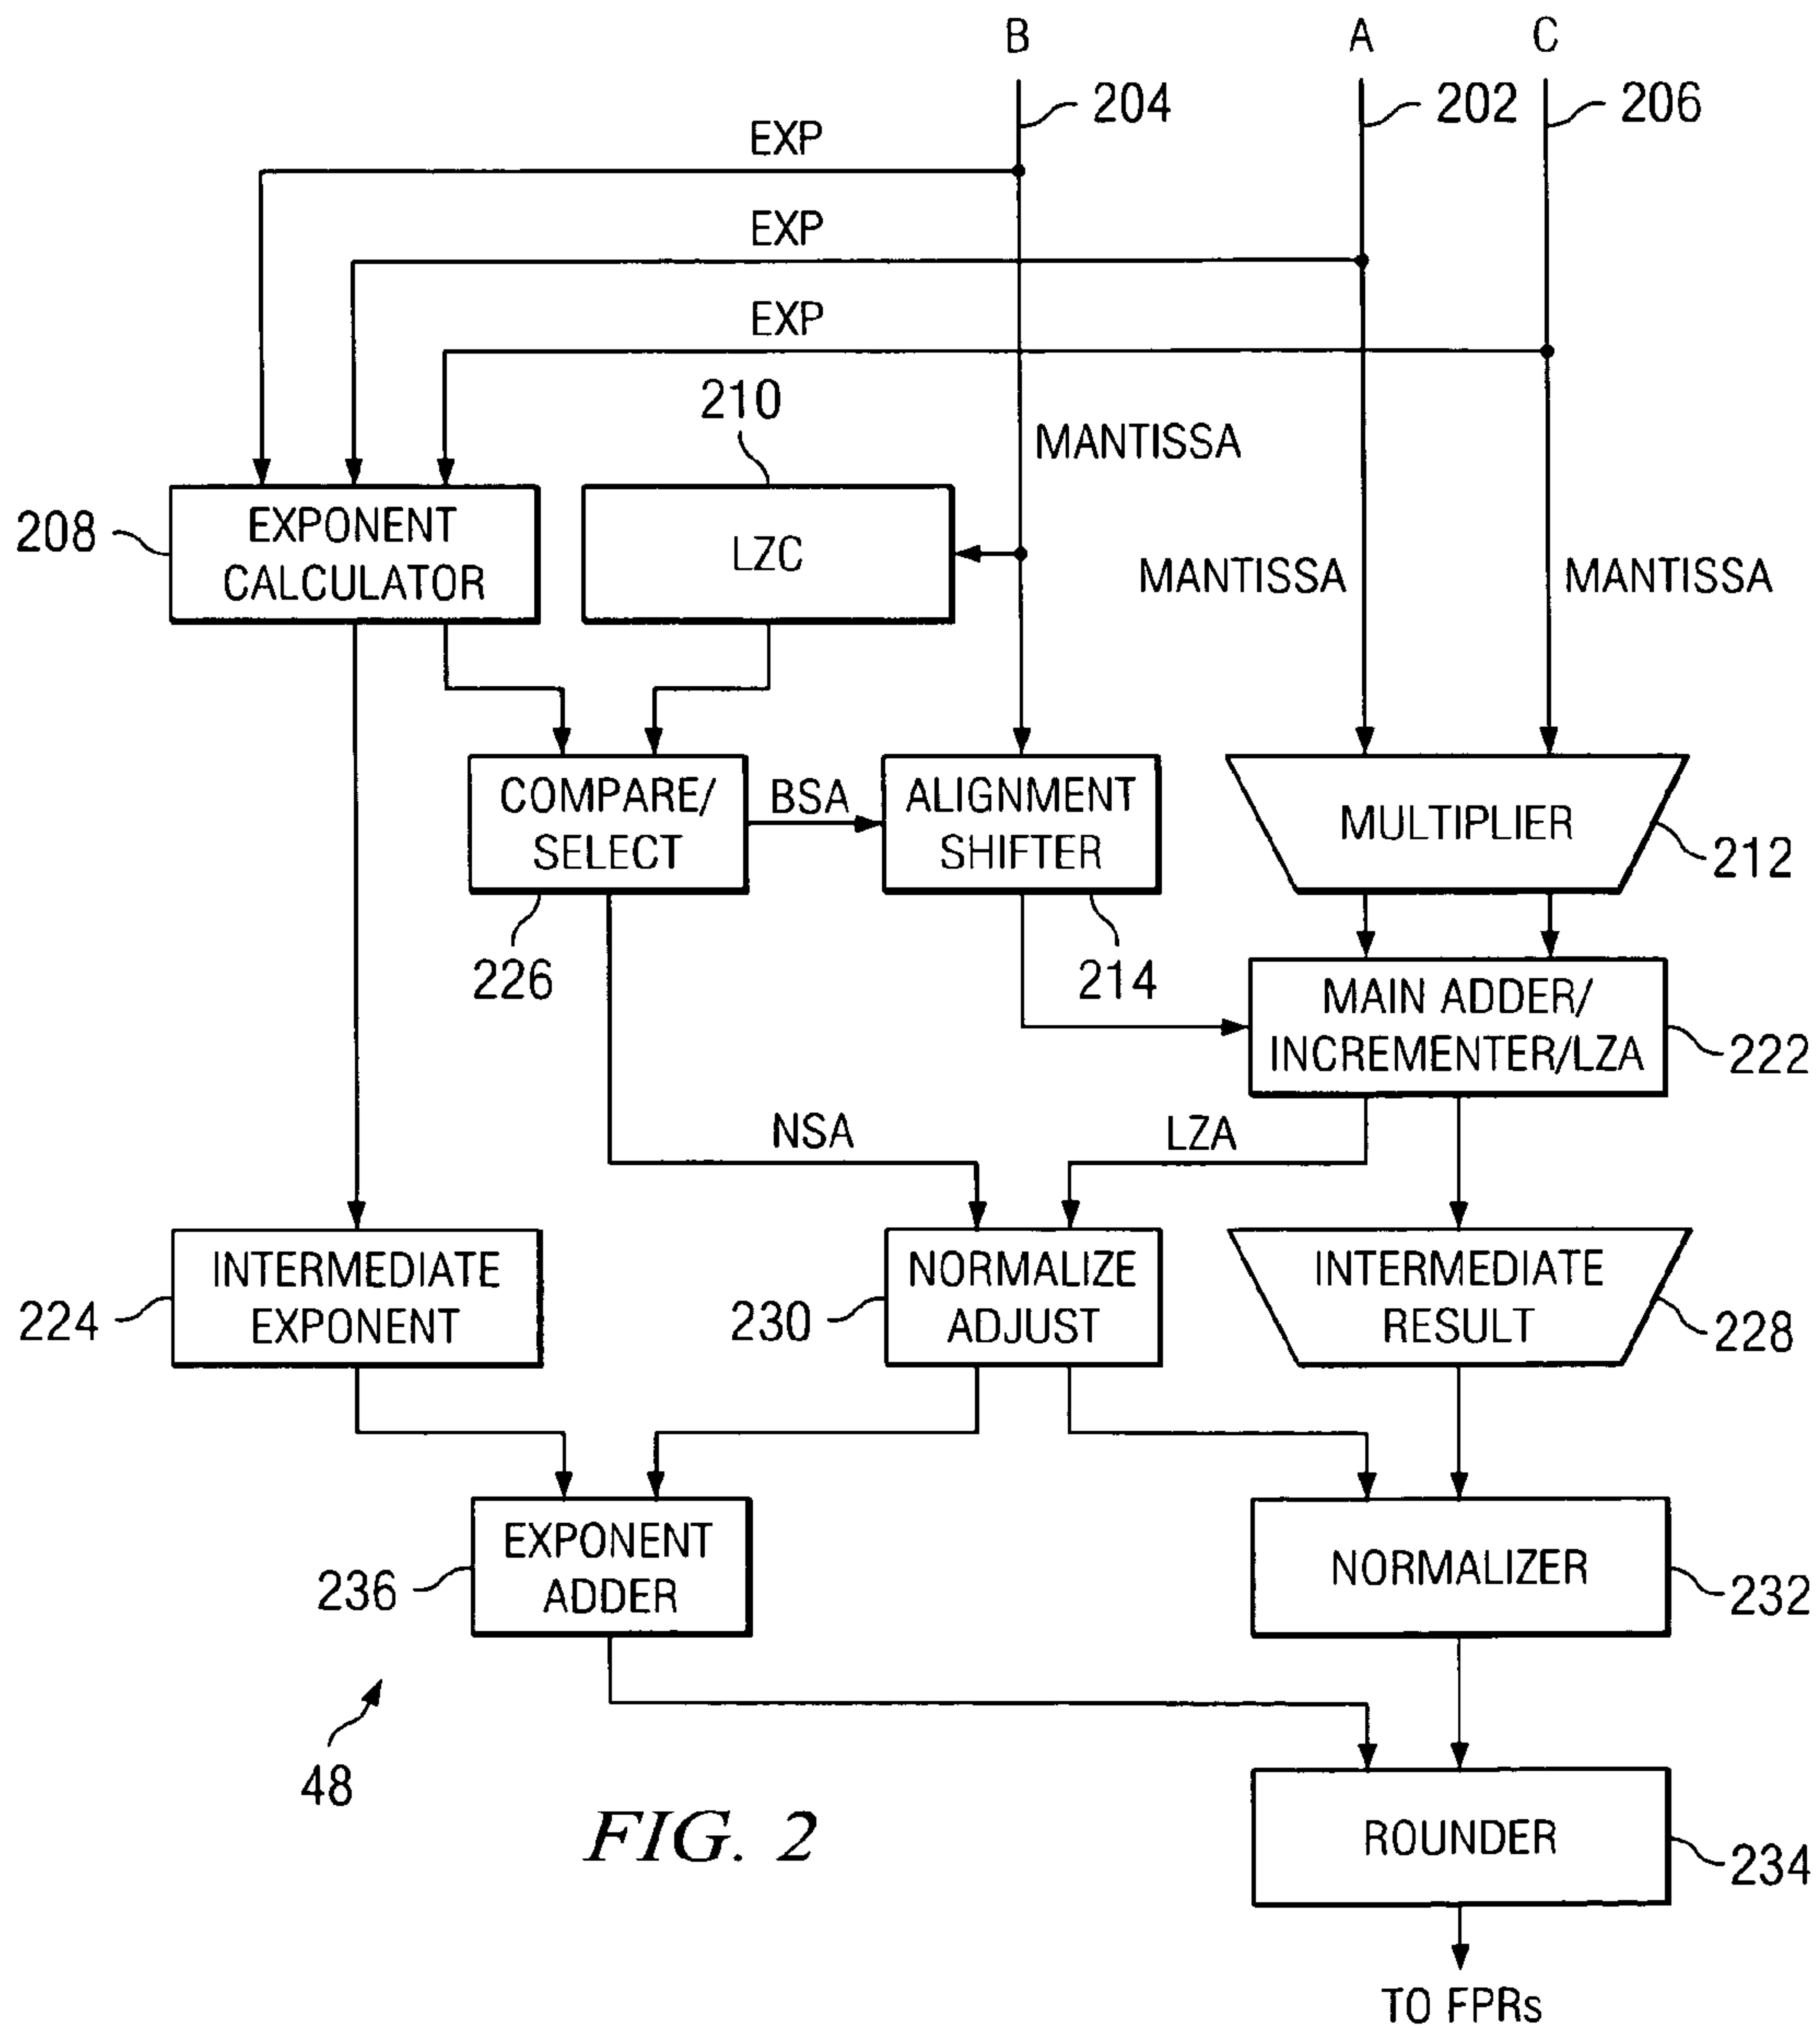 B
A
C
204
202
206
EXP
EXP
EXP
210
MANTISSA
208
EXPONENT
CALCULATOR
LZC
MANTISSA
MANTISSA
COMPARE/
SELECT
BSA
ALIGNMENT
SHIFTER
MULTIPLIER
212
226
214
MAIN ADDER/
INCREMENTER/LZA
222
NSA
LZA
224
INTERMEDIATE
EXPONENT
230
NORMALIZE
ADJUST
INTERMEDIATE
RESULT
228
236
EXPONENT
ADDER
NORMALIZER
232
48
FIG. 2
ROUNDER
234
TO FPRs